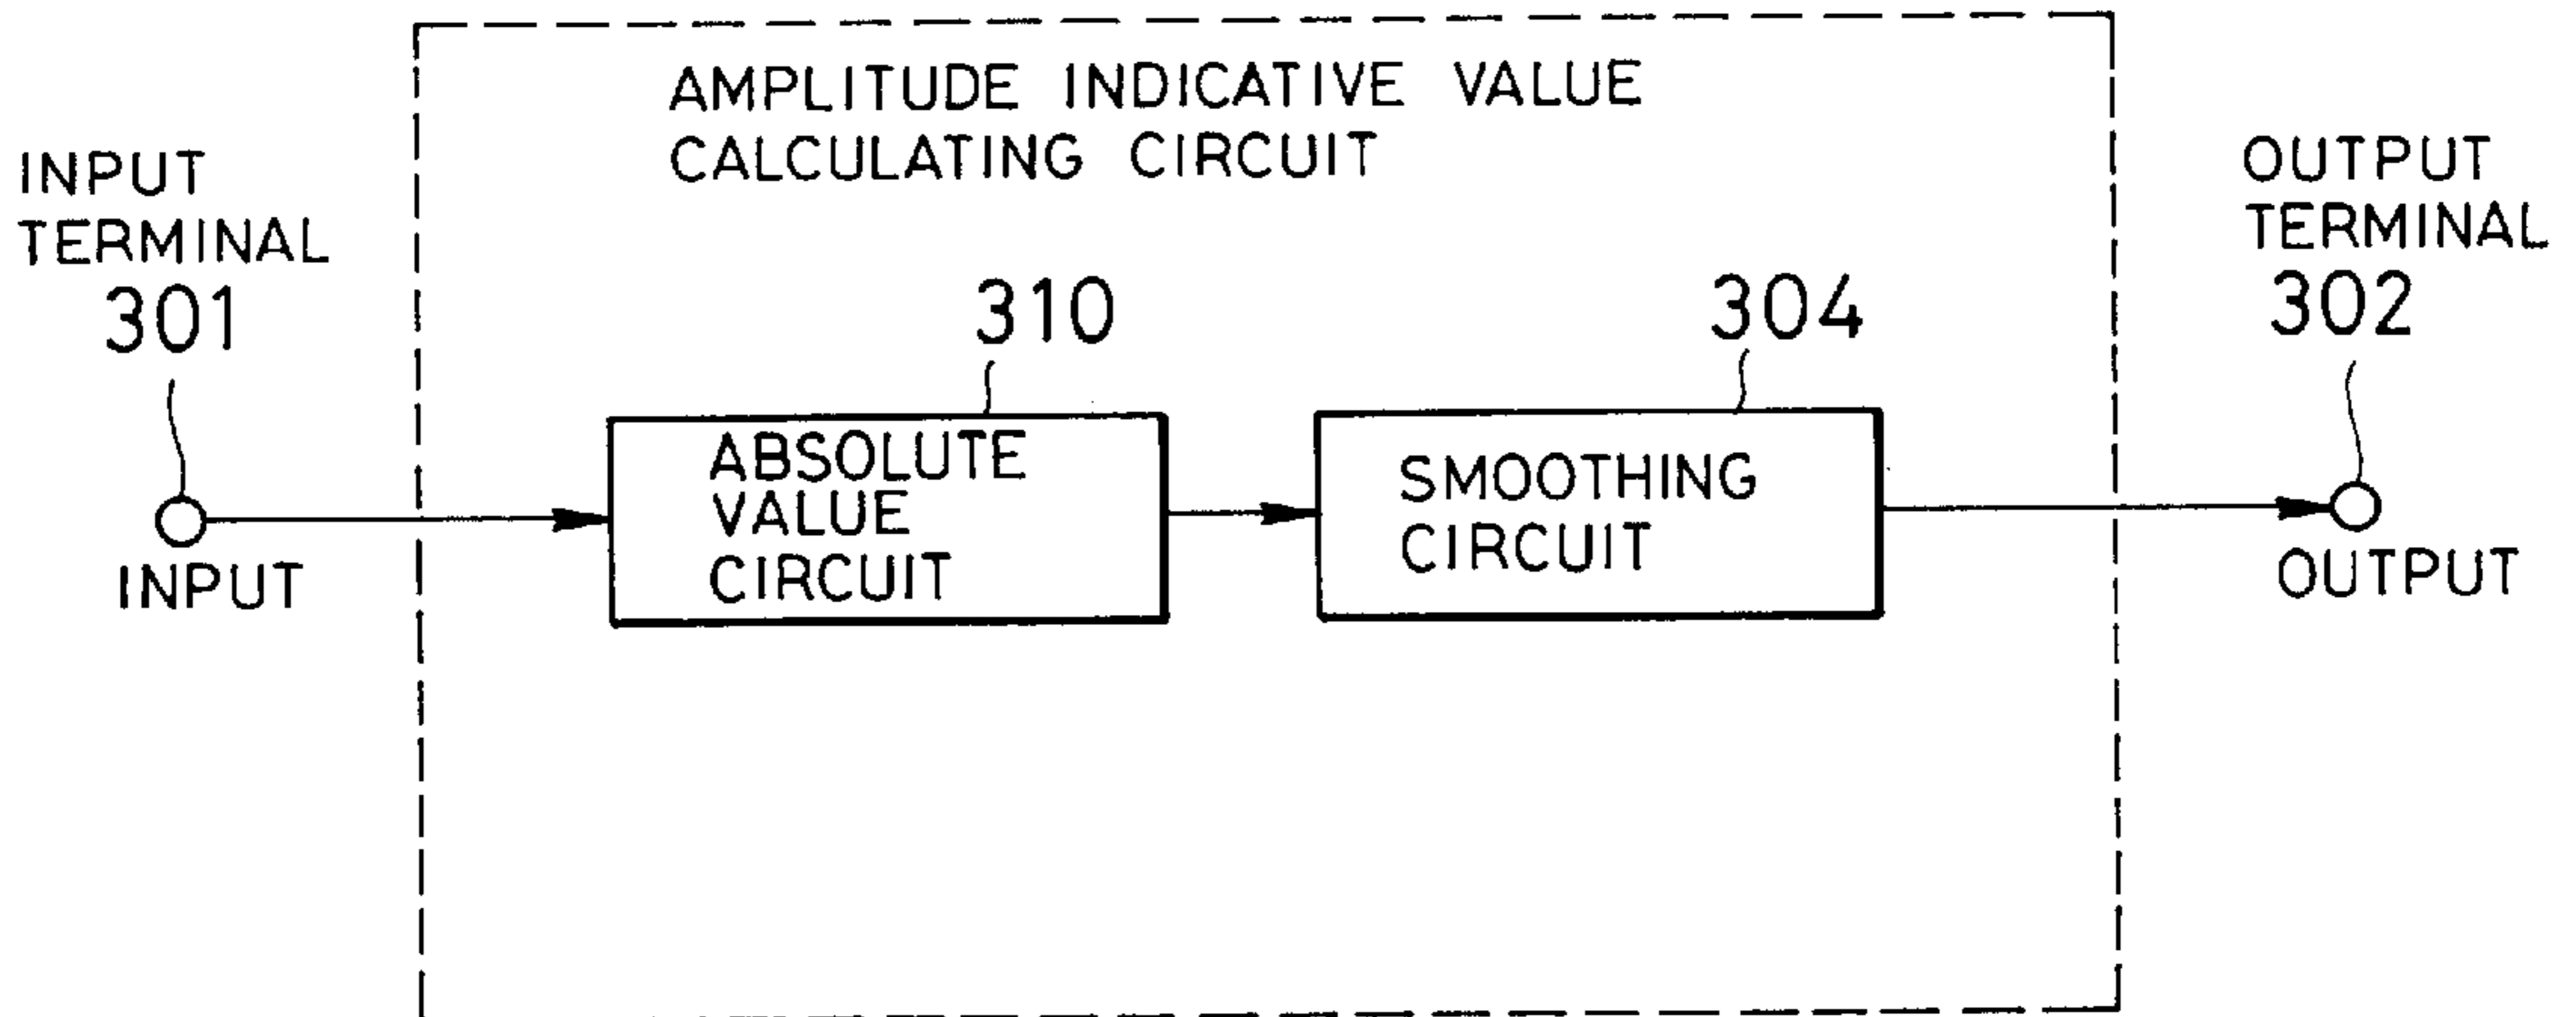 AMPLITUDE INDICATIVE VALUE
CALCULATING CIRCUIT
INPUT
TERMINAL
301
OUTPUT
TERMINAL
302
310
304
ABSOLUTE
VALUE
CIRCUIT
SMOOTHING
CIRCUIT
INPUT
OUTPUT